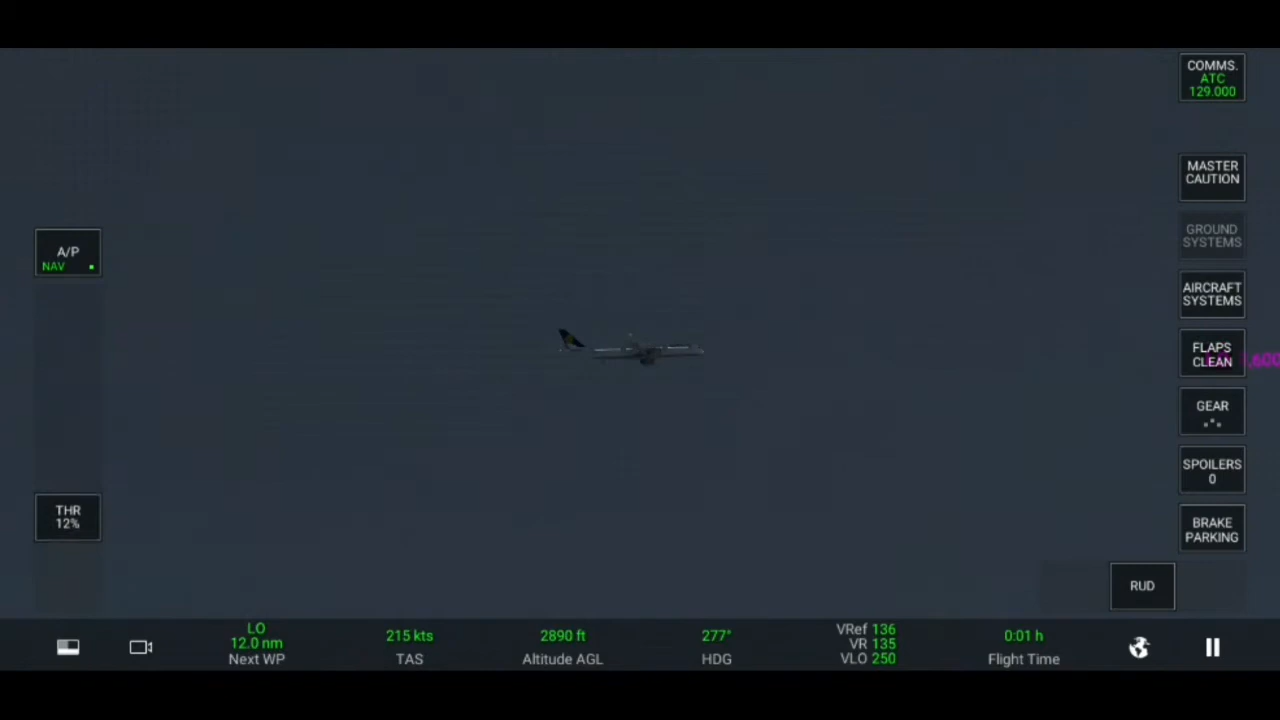 COMMS.
ATC
129.000
MASTER
CAUTION
GROUND
SYSTEMS
A/P
NAV
AIRCRAFT
SYSTEMS
FLAPS
CLEAN
GEAR
SPOILERS
0
THR
12%
BRAKE
PARKING
RUD
LO
12.0 nm
Next WP
215 kts
TAS
2890 ft
Altitude AGL
277°
HDG
VRef 136
VR 135
VLO 250
0:01 h
Flight Time